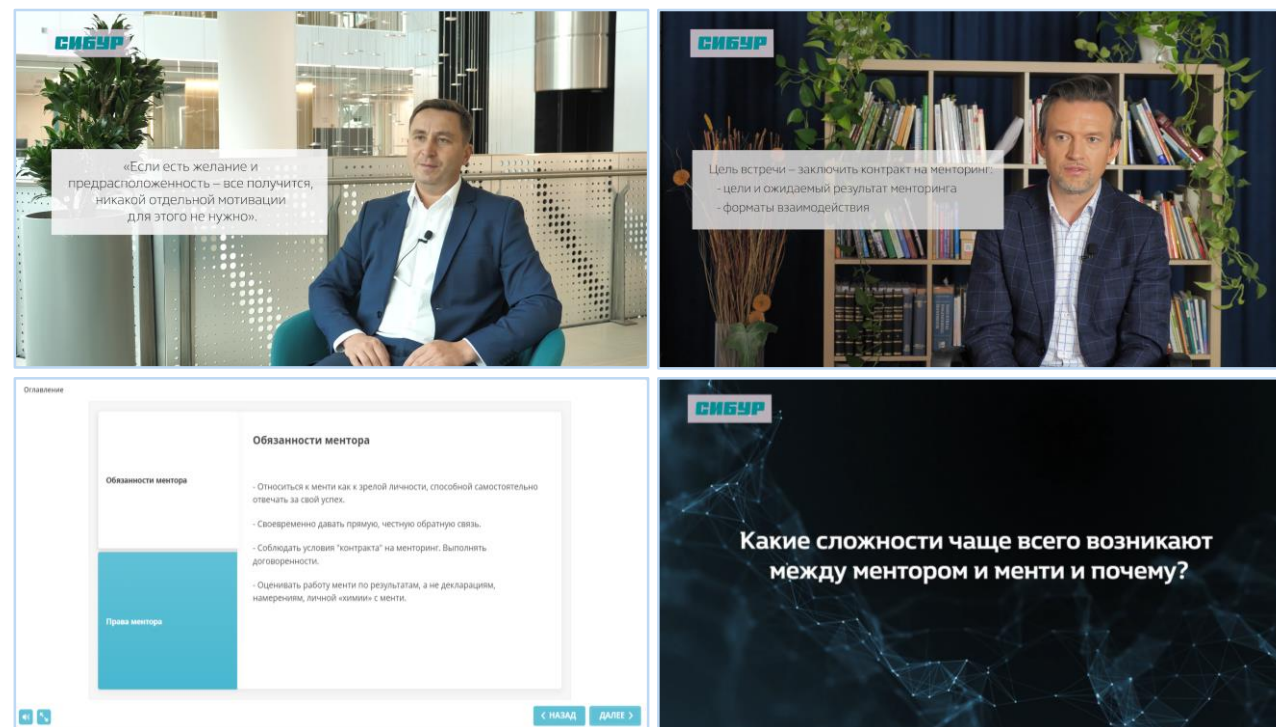 СИБУР
«Если есть желание и
предрасположенность – все получится,
никакой отдельной мотивации
для этого не нужно».
СИБУР
Цель встречи – заключить контракт на менторинг:
- цели и ожидаемый результат менторинга
- форматы взаимодействия
Оглавление
Обязанности ментора
Права ментора
Обязанности ментора
- Относиться к менти как к зрелой личности, способной самостоятельно
отвечать за свой успех.
- Своевременно давать прямую, честную обратную связь.
- Соблюдать условия "контракта" на менторинг. Выполнять
договоренности.
- Оценивать работу менти по результатам, а не декларациям,
намерениям, личной «химии» с менти.
< НАЗАД
ДАЛЕЕ >
СИБУР
Какие сложности чаще всего возникают
между ментором и менти и почему?